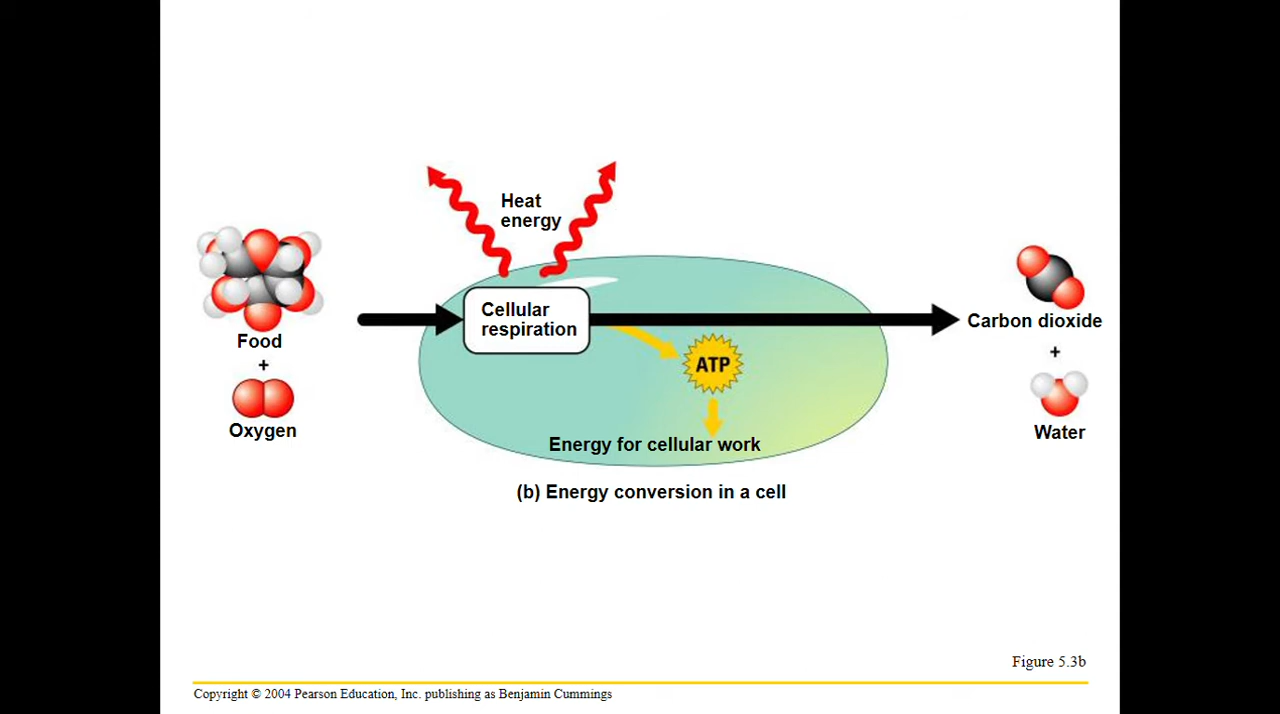 Heat
energy
Cellular
respiration
Food
+
Oxygen
ATP
Energy for cellular work
Carbon dioxide
+
Water
(b) Energy conversion in a cell
Figure 5.3b
Copyright © 2004 Pearson Education, Inc. publishing as Benjamin Cummings